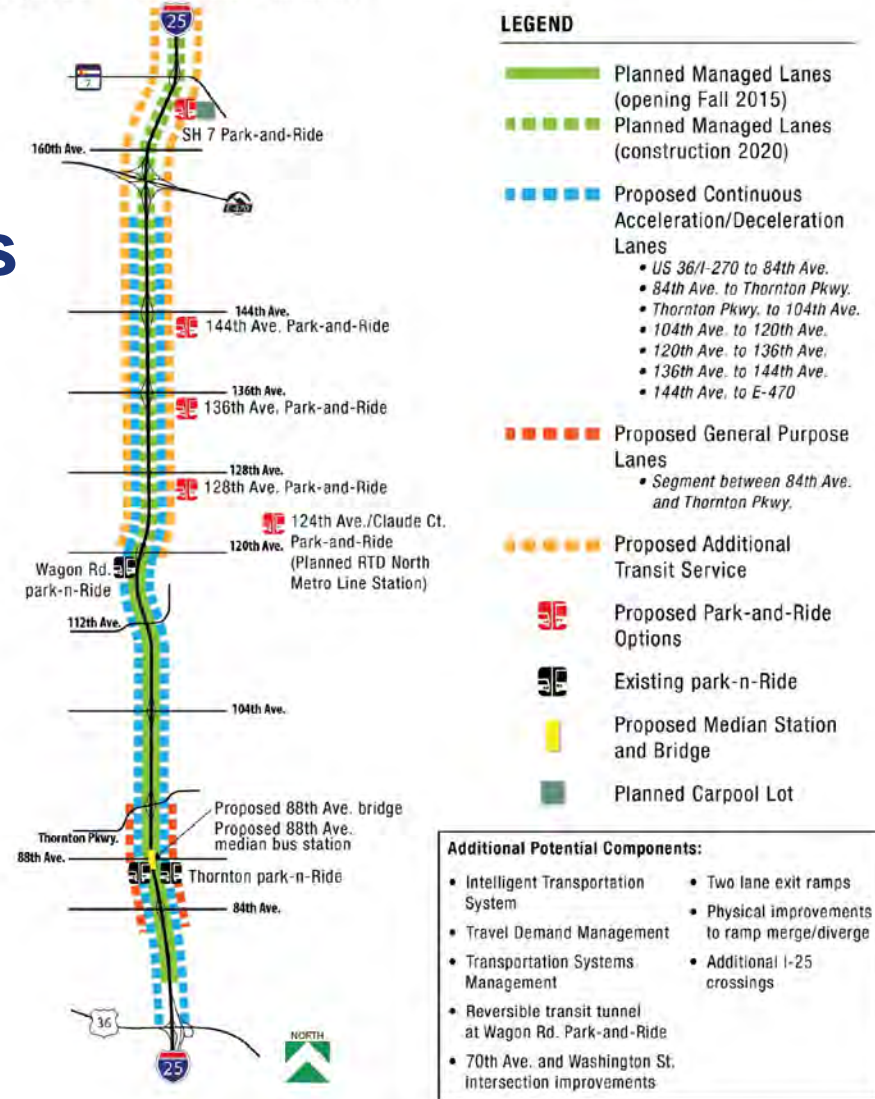 25
7
SH 7 Park-and-Ride
160th Ave.
E-470
s
144th Ave.
144th Ave. Park-and-Ride
136th Ave.
136th Ave. Park-and-Ride
128th Ave.
128th Ave. Park-and-Ride
124th Ave./Claude Ct.
Park-and-Ride
(Planned RTD North
Metro Line Station)
120th Ave.
Wagon Rd.
park-n-Ride
112th Ave.
104th Ave.
Proposed 88th Ave. bridge
Proposed 88th Ave.
median bus station
Thornton Pkwy.
88th Ave.
Thornton park-n-Ride
84th Ave.
36
25
NORTH
LEGEND
Planned Managed Lanes
(opening Fall 2015)
Planned Managed Lanes
(construction 2020)
Proposed Continuous
Acceleration/Deceleration
Lanes
• US 36/I-270 to 84th Ave.
• 84th Ave. to Thornton Pkwy.
• Thornton Pkwy. to 104th Ave.
• 104th Ave. to 120th Ave.
• 120th Ave. to 136th Ave.
• 136th Ave. to 144th Ave.
• 144th Ave. to E-470
Proposed General Purpose
Lanes
• Segment between 84th Ave.
and Thornton Pkwy.
Proposed Additional
Transit Service
Proposed Park-and-Ride
Options
Existing park-n-Ride
Proposed Median Station
and Bridge
Planned Carpool Lot
Additional Potential Components:
• Intelligent Transportation
System
• Travel Demand Management
• Transportation Systems
Management
• Reversible transit tunnel
at Wagon Rd. Park-and-Ride
• 70th Ave. and Washington St.
intersection improvements
• Two lane exit ramps
• Physical improvements
to ramp merge/diverge
• Additional I-25
crossings